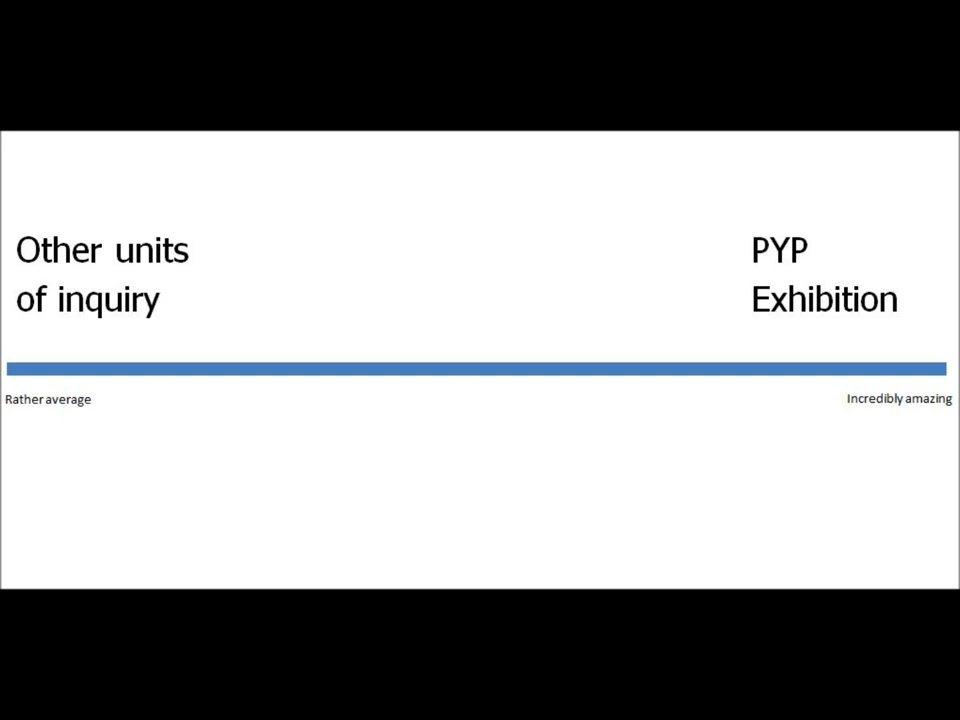 Other units
of inquiry
PYP
Exhibition
Rather average
Incredibly amazing